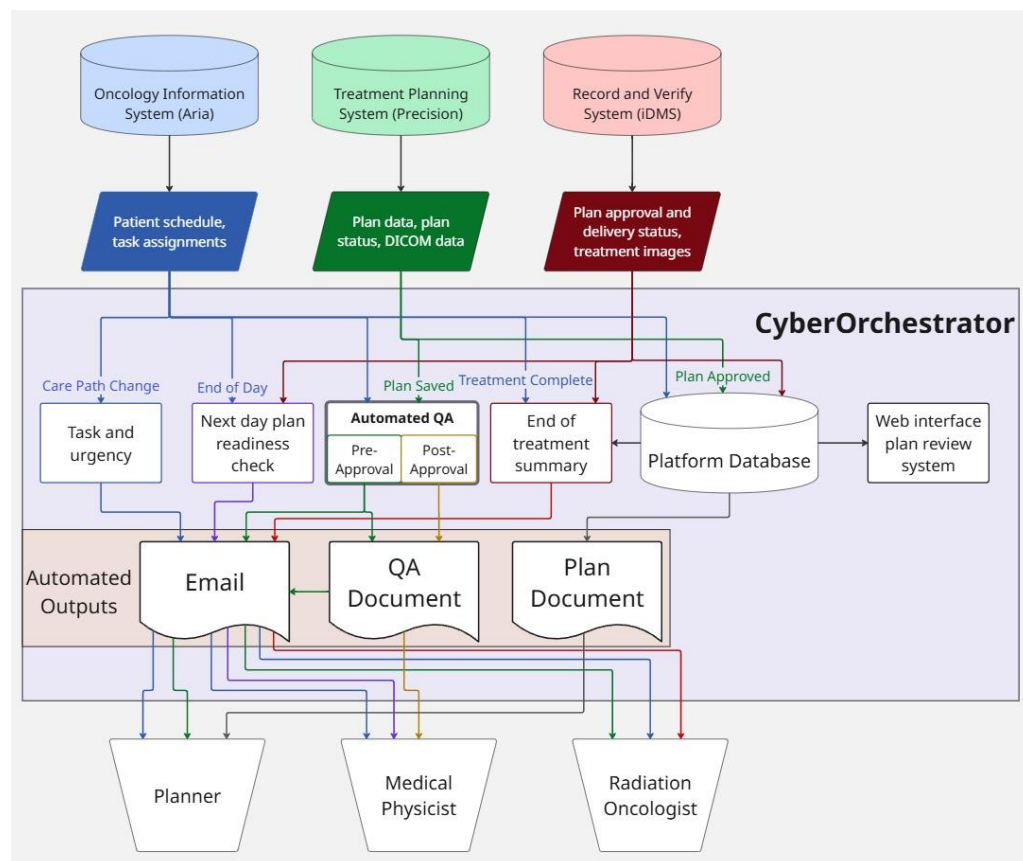 Oncology Information
System (Aria)
Treatment Planning
System (Precision)
Record and Verify
System (iDMS)
Patient schedule,
task assignments
Plan data, plan
status, DICOM data
Plan approval and
delivery status,
treatment images
CyberOrchestrator
Care Path Change
End of Day
Plan Saved
Treatment Complete
Plan Approved
Task and
urgency
Next day plan
readiness
check
Automated QA
Pre-
Approval
Post-
Approval
End of
treatment
summary
Platform Database
Web interface
plan review
system
Automated
Outputs
Email
QA
Document
Plan
Document
Planner
Medical
Physicist
Radiation
Oncologist